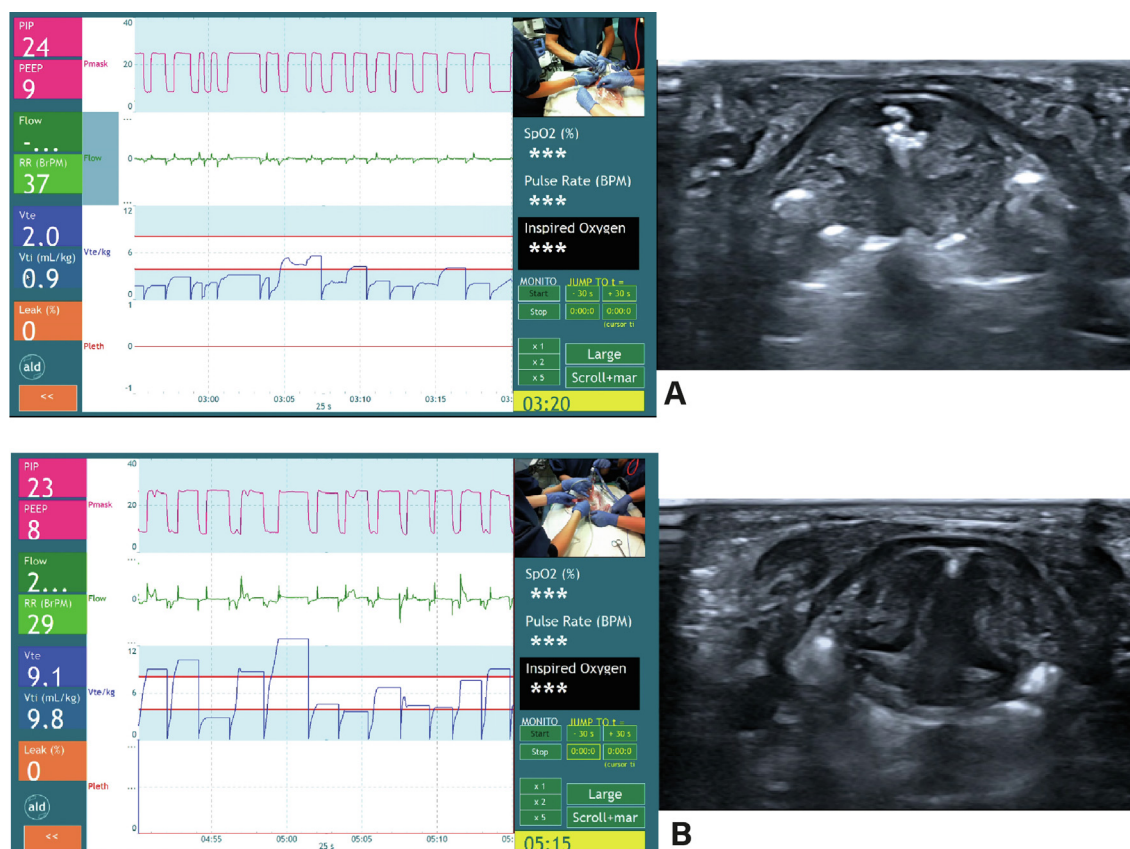 PIP
24
PEEP
9
Flow
-...
RR (BrPM)
37
Vte
2.0
Vti (mL/kg)
0.9
Leak (%)
0
ald
<<
40
Pmask
20
0
...
Flow
0
...
12
Vte/kg
6
0
1
Pleth
0
-1
03:00
03:05
03:10
03:15
03:20
25 s
SpO2 (%)
***
Pulse Rate (BPM)
***
Inspired Oxygen
***
MONITO
JUMP TO t =
Start
- 30 s
+ 30 s
Stop
0:00:0
0:00:0
(cursor t)
x 1
x 2
x 5
Large
Scroll+mar
03:20
A
PIP
23
PEEP
8
Flow
2...
RR (BrPM)
29
Vte
9.1
Vti (mL/kg)
9.8
Leak (%)
0
ald
<<
40
Pmask
20
0
...
Flow
0
...
12
Vte/kg
6
0
...
Pleth
0
04:55
05:00
05:05
05:10
05:
25 s
SpO2 (%)
***
Pulse Rate (BPM)
***
Inspired Oxygen
***
MONITO
JUMP TO t =
Start
- 30 s
+ 30 s
Stop
0:00:0
0:00:0
(cursor t)
x 1
x 2
x 5
Large
Scroll+mar
05:15
B